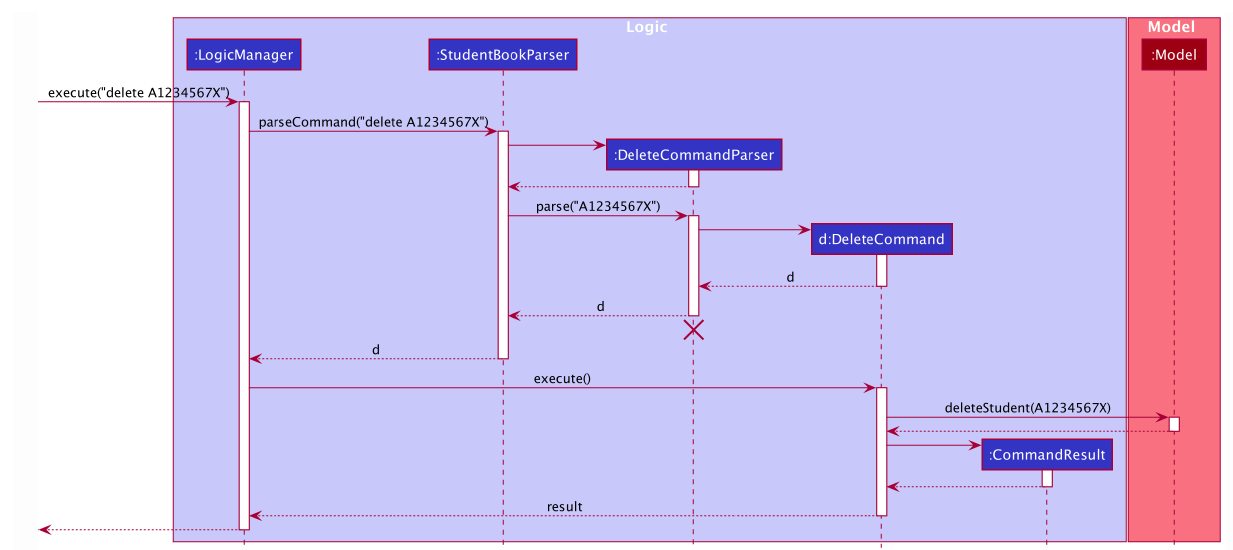 Logic
Model
:LogicManager
:StudentBookParser
:Model
execute("delete A1234567X")
parseCommand("delete A1234567X")
:DeleteCommandParser
parse("A1234567X")
d:DeleteCommand
d
d
d
execute()
deleteStudent(A1234567X)
:CommandResult
result